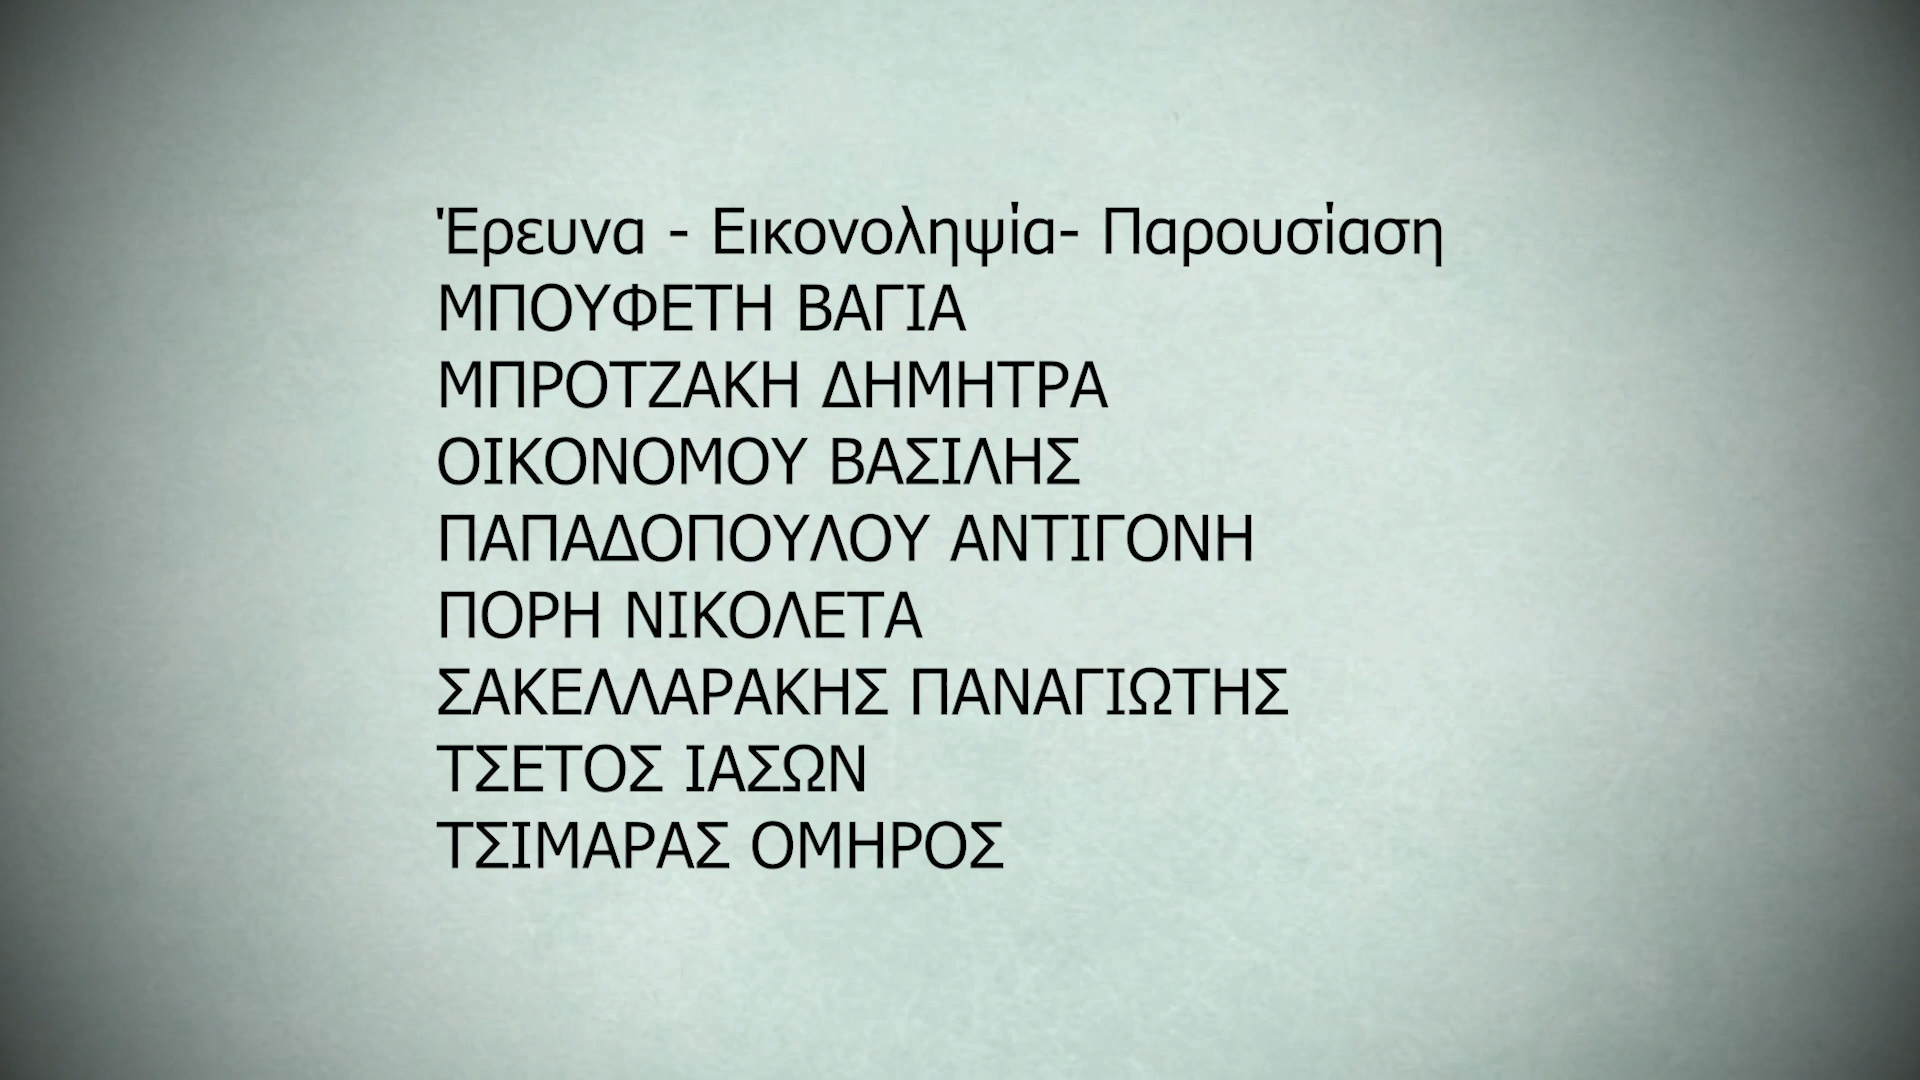 Έρευνα - Εικονοληψία- Παρουσίαση
ΜΠΟΥΦΕΤΗ ΒΑΓΙΑ
ΜΠΡΟΤΖΑΚΗ ΔΗΜΗΤΡΑ
ΟΙΚΟΝΟΜΟΥ ΒΑΣΙΛΗΣ
ΠΑΠΑΔΟΠΟΥΛΟΥ ΑΝΤΙΓΟΝΗ
ΠΟΡΗ ΝΙΚΟΛΕΤΑ
ΣΑΚΕΛΛΑΡΑΚΗΣ ΠΑΝΑΓΙΩΤΗΣ
ΤΣΕΤΟΣ ΙΑΣΩΝ
ΤΣΙΜΑΡΑΣ ΟΜΗΡΟΣ